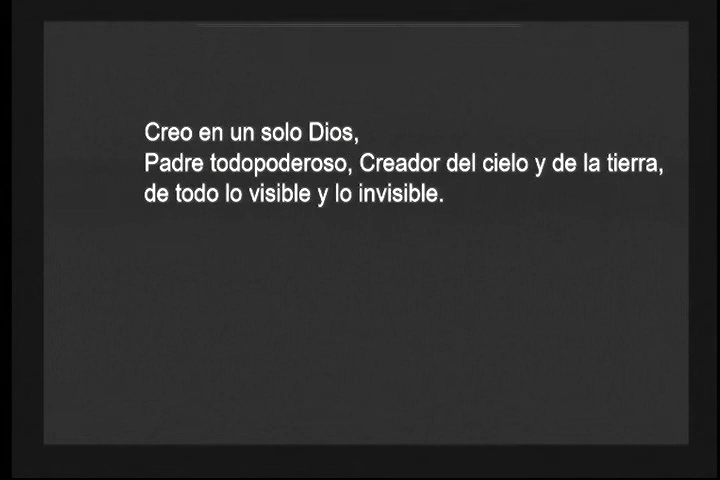 Creo en un solo Dios,
Padre todopoderoso, Creador del cielo y de la tierra,
de todo lo visible y lo invisible.